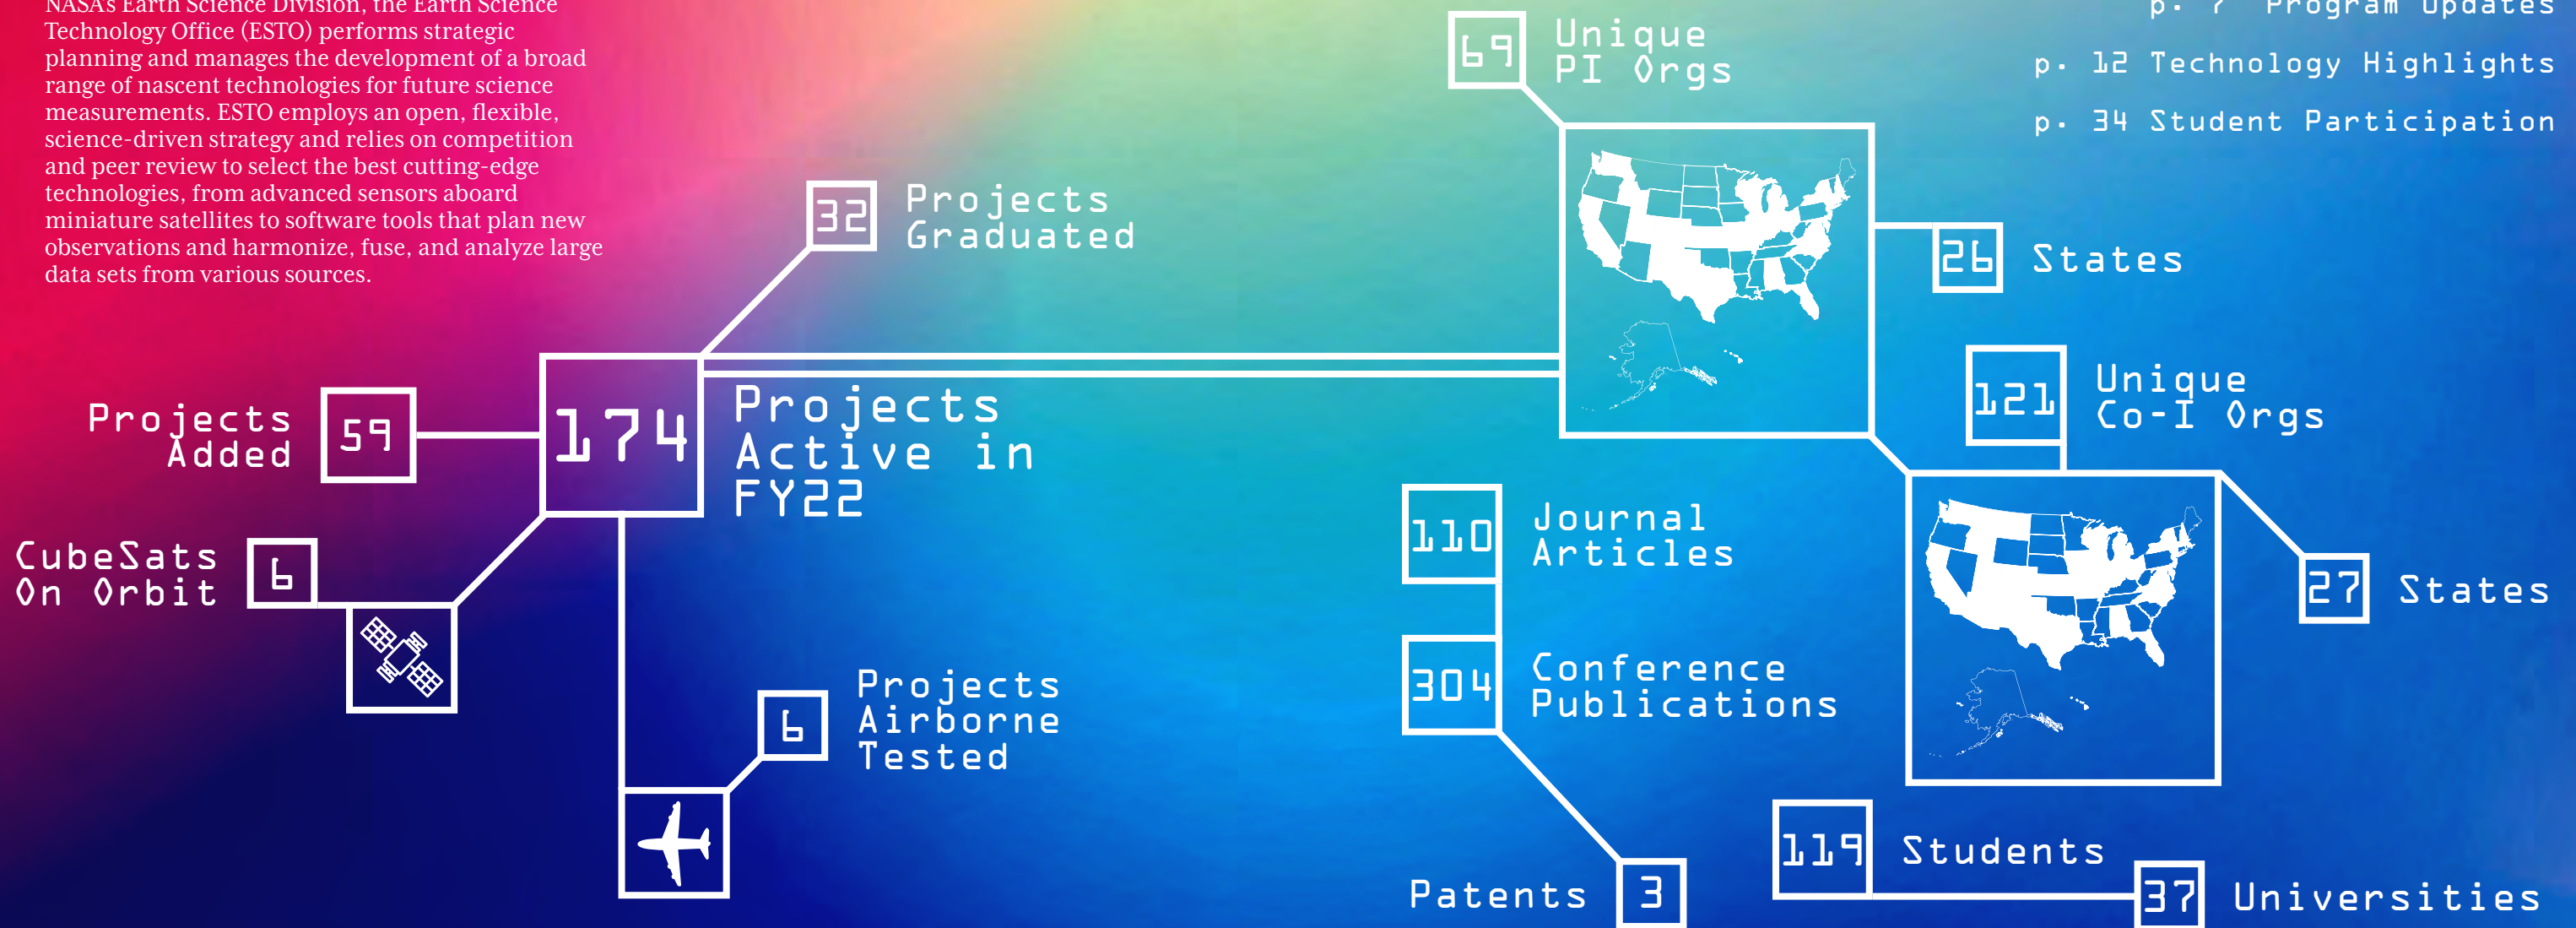 NASA's Earth Science Division, the Earth Science
Technology Office (ESTO) performs strategic
planning and manages the development of a broad
range of nascent technologies for future science
measurements. ESTO employs an open, flexible,
science-driven strategy and relies on competition
and peer review to select the best cutting-edge
technologies, from advanced sensors aboard
miniature satellites to software tools that plan new
observations and harmonize, fuse, and analyze large
data sets from various sources.
p. 7 Program Updates
p. 12 Technology Highlights
p. 34 Student Participation
32
Projects
Graduated
59
Projects
Added
174
Projects
Active in
FY22
6
CubeSats
On Orbit
6
Projects
Airborne
Tested
69
Unique
PI Orgs
26
States
121
Unique
Co-I Orgs
27
States
110
Journal
Articles
304
Conference
Publications
Patents
3
119
Students
37
Universities